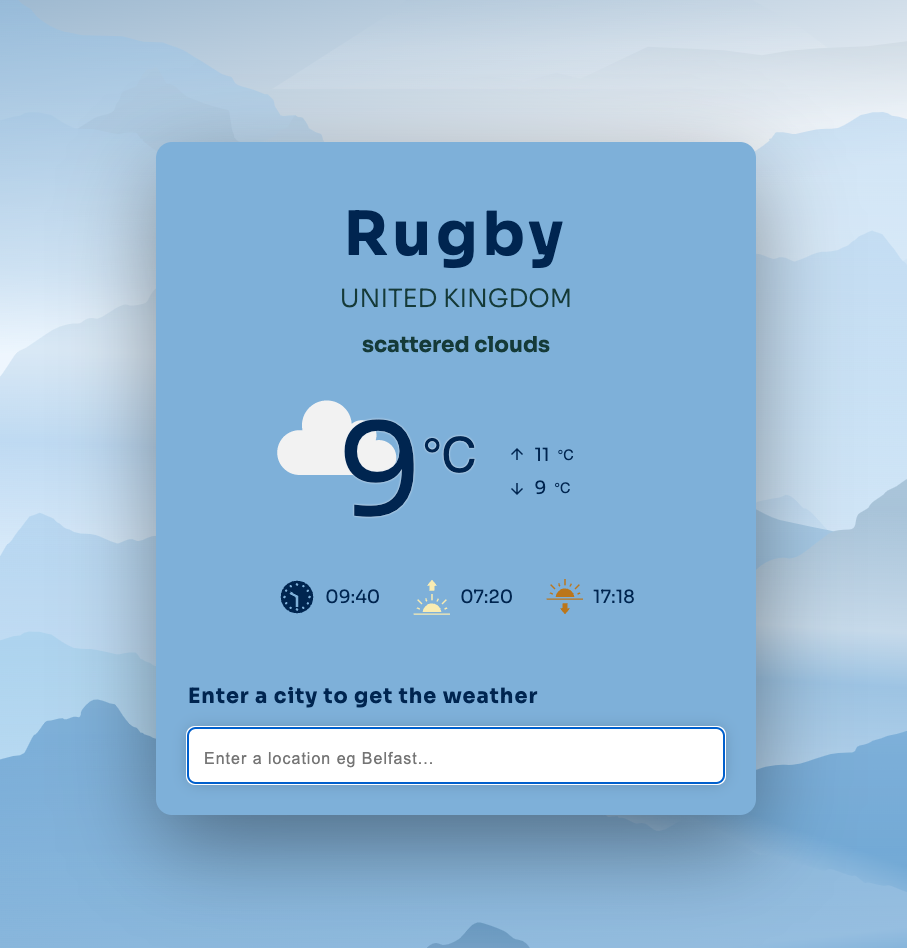 Rugby
UNITED KINGDOM
scattered clouds
9 °C
↑ 11 °C
↓ 9 °C
09:40 07:20 17:18
Enter a city to get the weather
Enter a location eg Belfast...